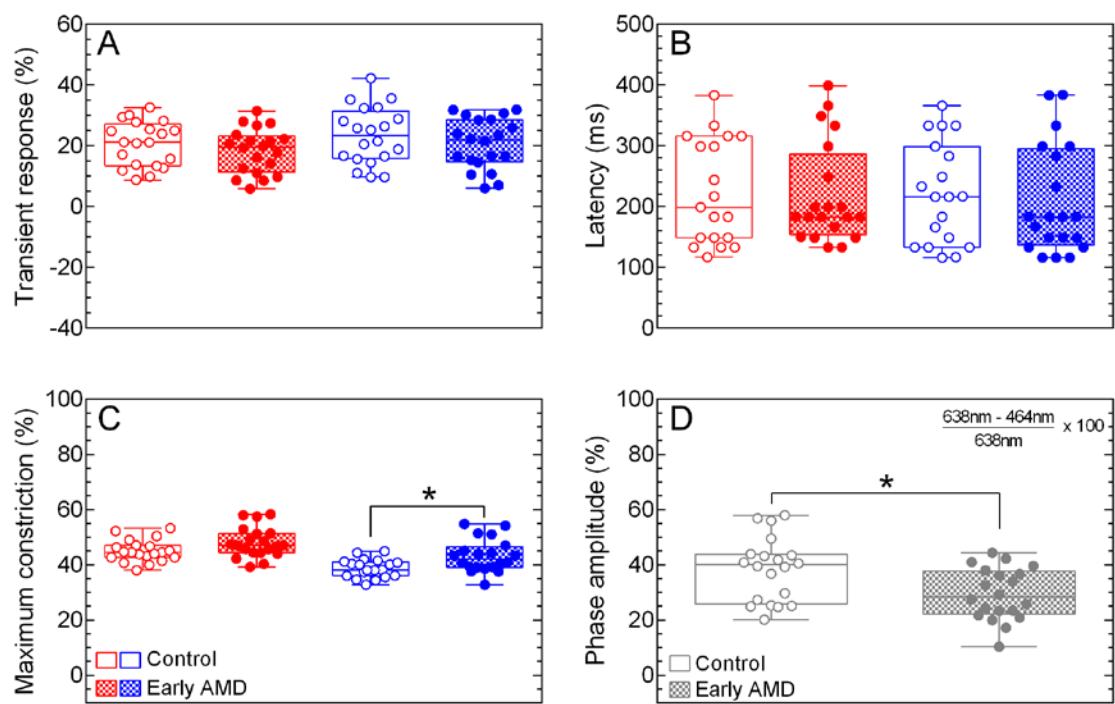 A
Transient response (%)
60
40
20
0
-20
-40
B
Latency (ms)
500
400
300
200
100
0
C
Maximum constriction (%)
100
80
60
40
20
0
*
Control
Early AMD
D
Phase amplitude (%)
100
80
60
40
20
0
638nm - 464nm
638nm
x 100
*
Control
Early AMD